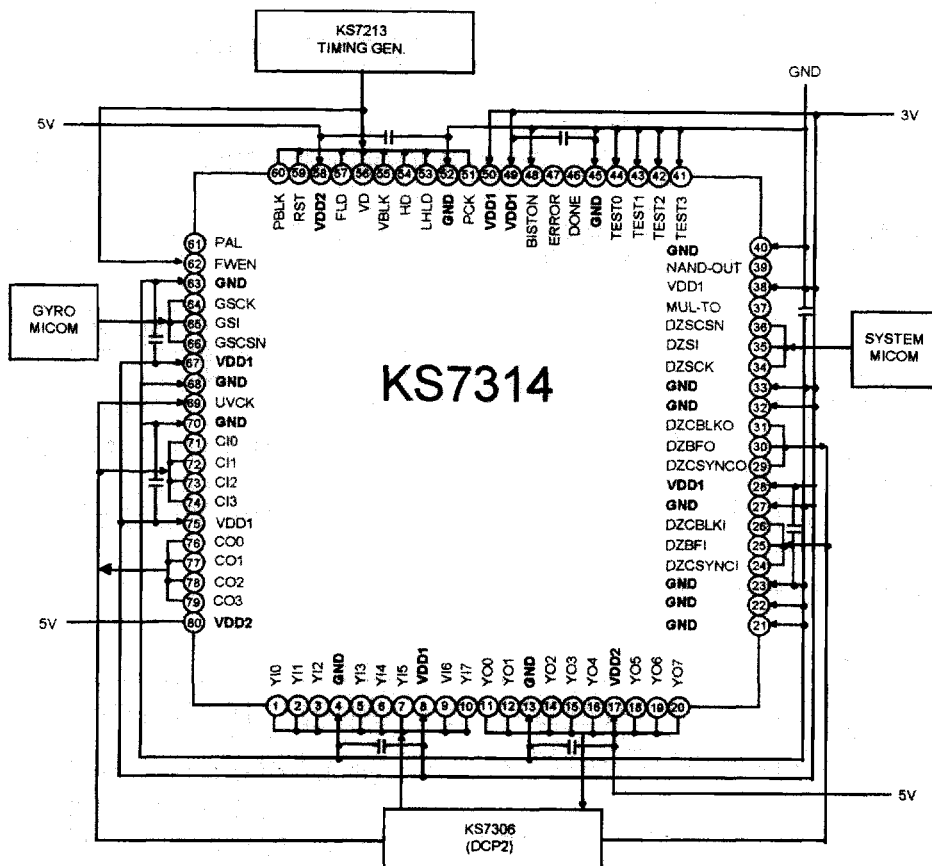 KS7213
TIMING GEN.
GND
5V
3V
60 59 58 57 56 55 54 53 52 51 50 49 48 47 46 45 44 43 42 41
PBLK
RST
VDD2
FLD
VD
VBLK
HD
LHLD
GND
PCK
VDD1
VDD1
BISTON
ERROR
DONE
GND
TEST0
TEST1
TEST2
TEST3
61 PAL
62 FWEN
63 GND
64 GSCK
65 GSI
66 GSCSN
67 VDD1
68 GND
69 UVCK
70 GND
71 CI0
72 CI1
73 CI2
74 CI3
75 VDD1
76 CO0
77 CO1
78 CO2
79 CO3
80 VDD2
GYRO
MICOM
5V
KS7314
GND 40
NAND-OUT 39
VDD1 38
MUL-TO 37
DZSCSN 36
DZSI 35
DZSCK 34
GND 33
GND 32
DZCBLKO 31
DZBFO 30
DZCSYNCO 29
VDD1 28
GND 27
DZCBLKI 26
DZBFI 25
DZCSYNCI 24
GND 23
GND 22
GND 21
SYSTEM
MICOM
YI0
YI1
YI2
GND
YI3
YI4
YI5
VDD1
VI6
YI7
YO0
YO1
GND
YO2
YO3
YO4
VDD2
YO5
YO6
YO7
1 2 3 4 5 6 7 8 9 10 11 12 13 14 15 16 17 18 19 20
5V
KS7306
(DCP2)